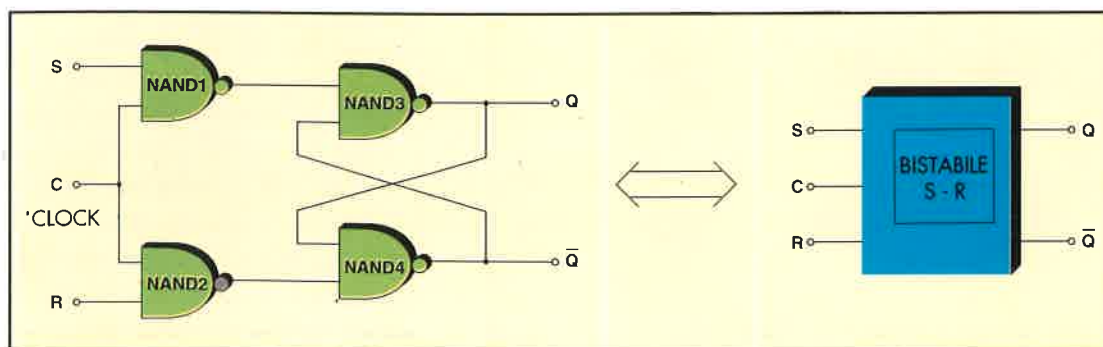 S
NAND1
NAND3
Q
C
'CLOCK
NAND2
NAND4
Q̅
R
S
C
R
BISTABILE
S - R
Q
Q̅